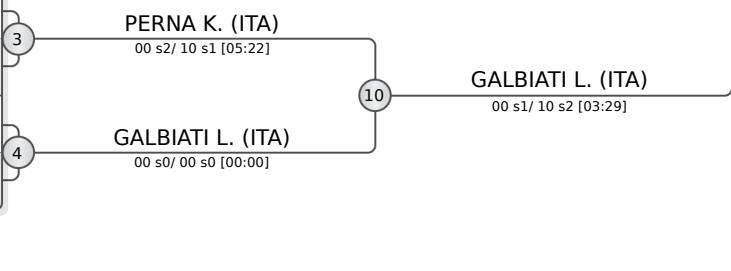 3
PERNA K. (ITA)
00 s2/ 10 s1 [05:22]
10
GALBIATI L. (ITA)
00 s1/ 10 s2 [03:29]
4
GALBIATI L. (ITA)
00 s0/ 00 s0 [00:00]